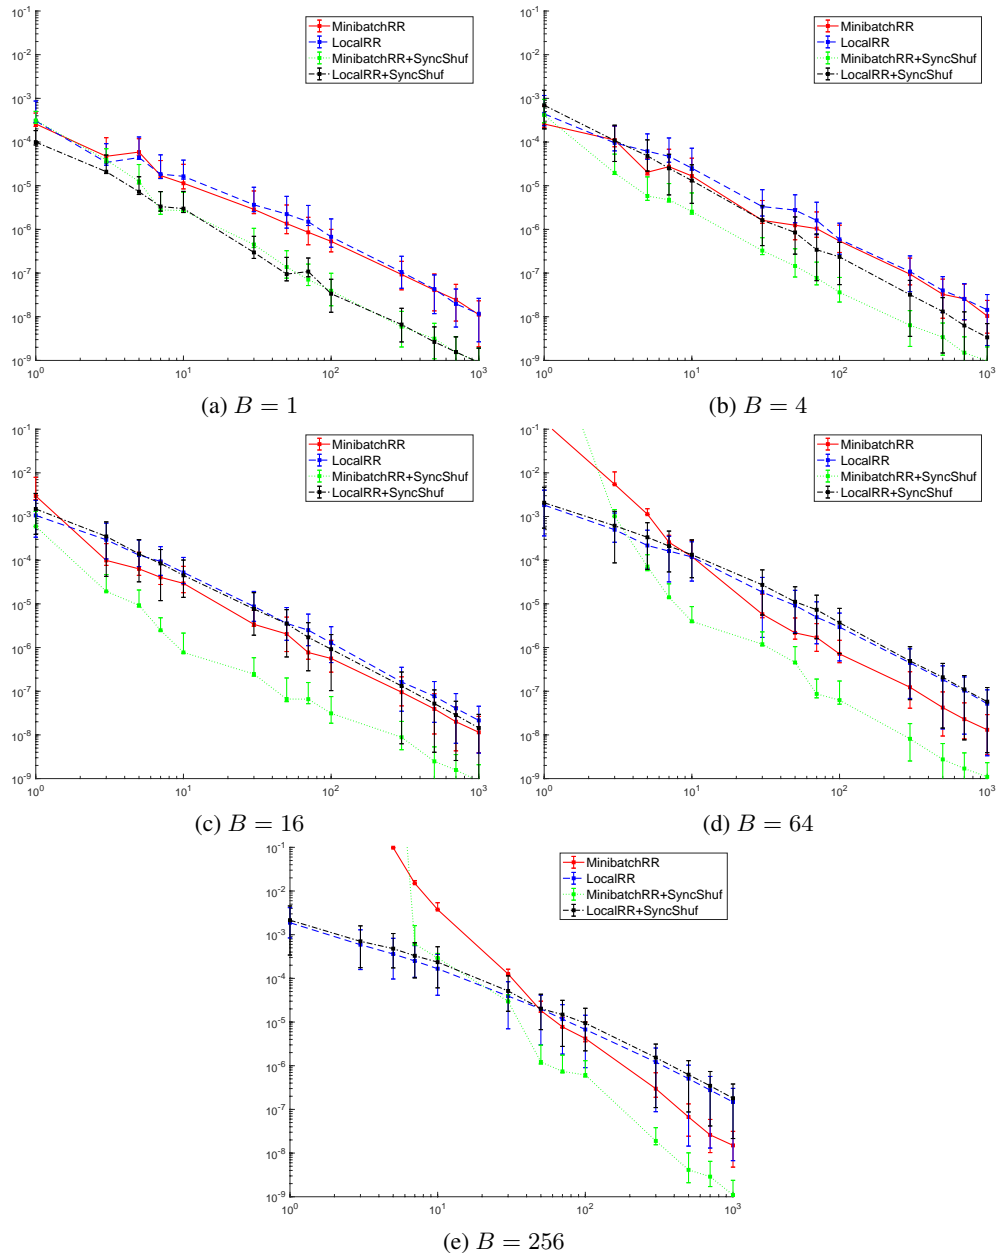 10^-1
10^-2
10^-3
10^-4
10^-5
10^-6
10^-7
10^-8
10^-9
10^0 10^1 10^2 10^3
MinibatchRR
LocalRR
MinibatchRR+SyncShuf
LocalRR+SyncShuf
(a) B = 1
10^-1
10^-2
10^-3
10^-4
10^-5
10^-6
10^-7
10^-8
10^-9
10^0 10^1 10^2 10^3
MinibatchRR
LocalRR
MinibatchRR+SyncShuf
LocalRR+SyncShuf
(b) B = 4
10^-1
10^-2
10^-3
10^-4
10^-5
10^-6
10^-7
10^-8
10^-9
10^0 10^1 10^2 10^3
MinibatchRR
LocalRR
MinibatchRR+SyncShuf
LocalRR+SyncShuf
(c) B = 16
10^-1
10^-2
10^-3
10^-4
10^-5
10^-6
10^-7
10^-8
10^-9
10^0 10^1 10^2 10^3
MinibatchRR
LocalRR
MinibatchRR+SyncShuf
LocalRR+SyncShuf
(d) B = 64
10^-1
10^-2
10^-3
10^-4
10^-5
10^-6
10^-7
10^-8
10^-9
10^0 10^1 10^2 10^3
MinibatchRR
LocalRR
MinibatchRR+SyncShuf
LocalRR+SyncShuf
(e) B = 256